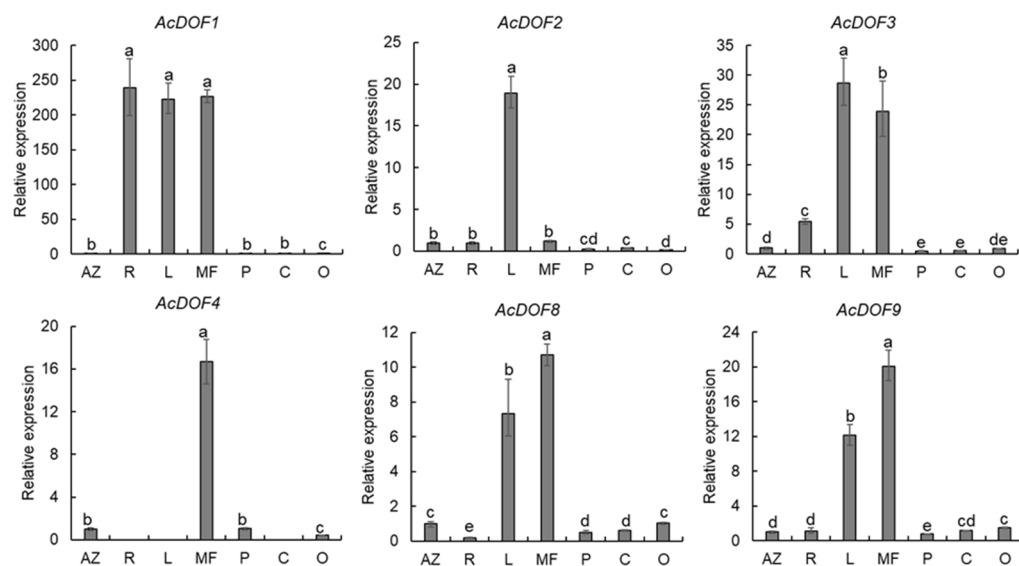 AcDOF1
Relative expression
300
250
200
150
100
50
0
b
a
a
a
b
b
c
AZ R L MF P C O
AcDOF2
Relative expression
25
20
15
10
5
0
b
b
a
b
cd
c
d
AZ R L MF P C O
AcDOF3
Relative expression
35
30
25
20
15
10
5
0
d
c
a
b
e
e
de
AZ R L MF P C O
AcDOF4
Relative expression
20
16
12
8
4
0
b
a
b
c
AZ R L MF P C O
AcDOF8
Relative expression
12
10
8
6
4
2
0
c
e
b
a
d
d
c
AZ R L MF P C O
AcDOF9
Relative expression
24
20
16
12
8
4
0
d
d
b
a
e
cd
c
AZ R L MF P C O